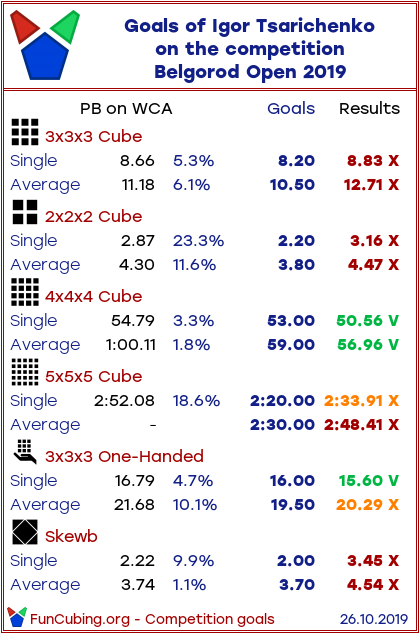 Goals of Igor Tsarichenko
on the competition
Belgorod Open 2019
PB on WCA Goals Results
3x3x3 Cube
Single 8.66 5.3% 8.20 8.83 X
Average 11.18 6.1% 10.50 12.71 X
2x2x2 Cube
Single 2.87 23.3% 2.20 3.16 X
Average 4.30 11.6% 3.80 4.47 X
4x4x4 Cube
Single 54.79 3.3% 53.00 50.56 V
Average 1:00.11 1.8% 59.00 56.96 V
5x5x5 Cube
Single 2:52.08 18.6% 2:20.00 2:33.91 X
Average - 2:30.00 2:48.41 X
3x3x3 One-Handed
Single 16.79 4.7% 16.00 15.60 V
Average 21.68 10.1% 19.50 20.29 X
Skewb
Single 2.22 9.9% 2.00 3.45 X
Average 3.74 1.1% 3.70 4.54 X
FunCubing.org - Competition goals 26.10.2019